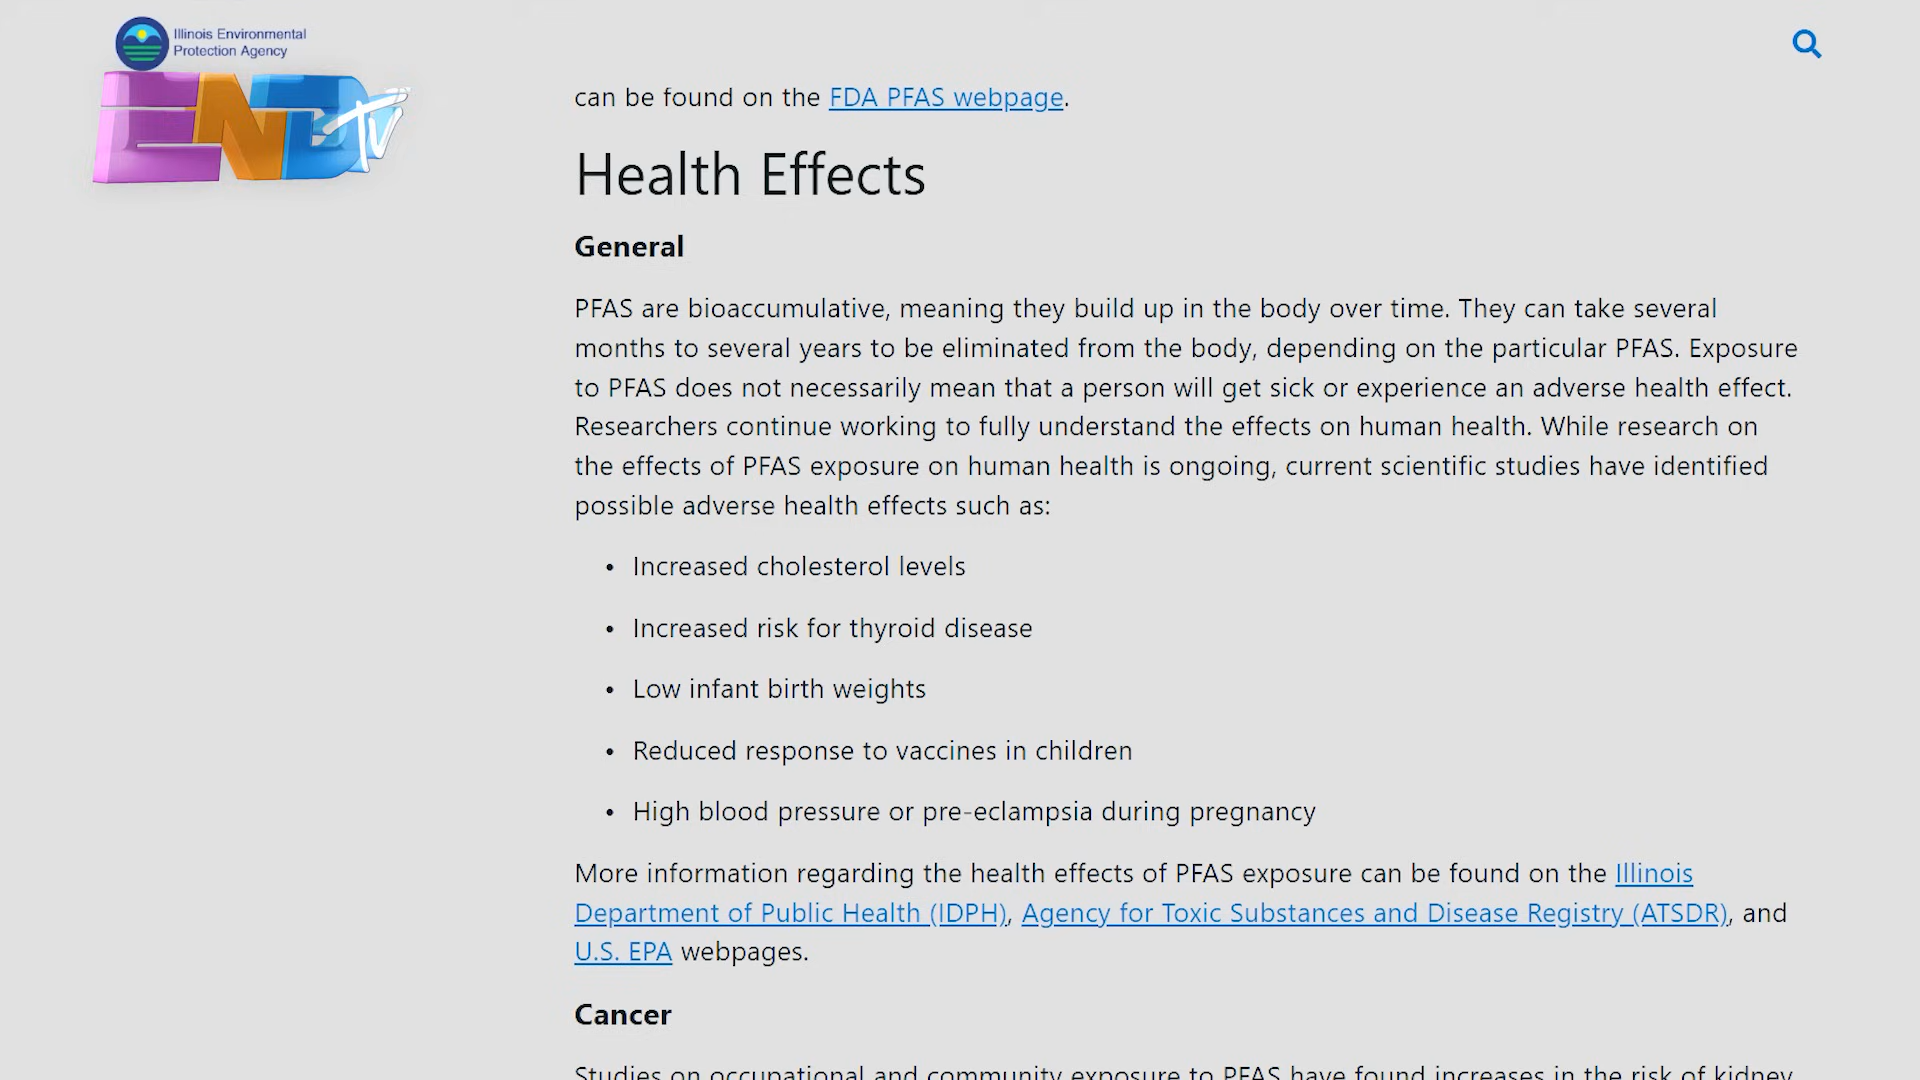 Illinois Environmental
Protection Agency
ENDTV
can be found on the FDA PFAS webpage.
Health Effects
General
PFAS are bioaccumulative, meaning they build up in the body over time. They can take several
months to several years to be eliminated from the body, depending on the particular PFAS. Exposure
to PFAS does not necessarily mean that a person will get sick or experience an adverse health effect.
Researchers continue working to fully understand the effects on human health. While research on
the effects of PFAS exposure on human health is ongoing, current scientific studies have identified
possible adverse health effects such as:
• Increased cholesterol levels
• Increased risk for thyroid disease
• Low infant birth weights
• Reduced response to vaccines in children
• High blood pressure or pre-eclampsia during pregnancy
More information regarding the health effects of PFAS exposure can be found on the Illinois
Department of Public Health (IDPH), Agency for Toxic Substances and Disease Registry (ATSDR), and
U.S. EPA webpages.
Cancer
Studies on occupational and community exposure to PFAS have found increases in the risk of kidney